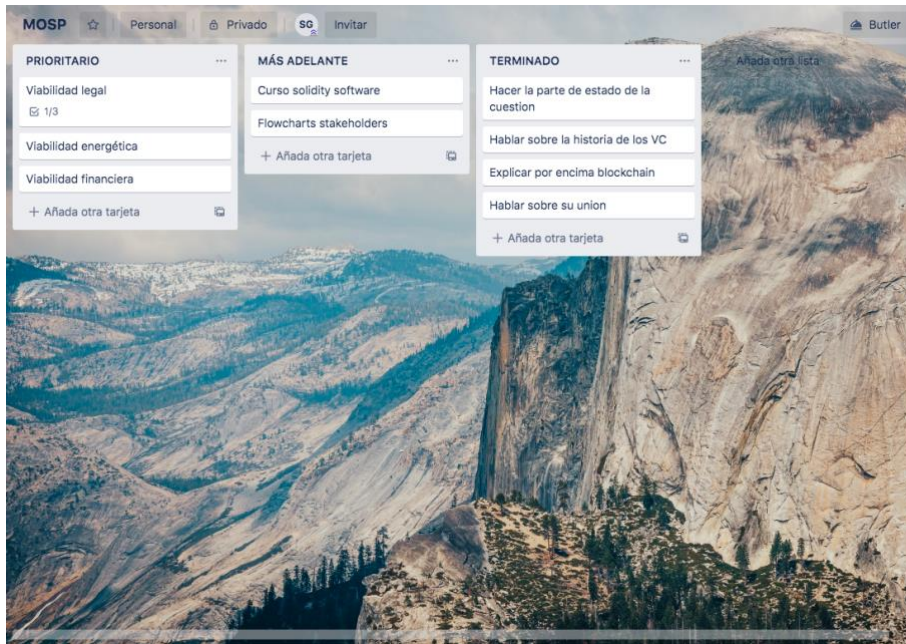 MOSP
Personal
Privado
SG
Invitar
Butler
PRIORITARIO
Viabilidad legal
1/3
Viabilidad energética
Viabilidad financiera
+ Añada otra tarjeta
MÁS ADELANTE
Curso solidity software
Flowcharts stakeholders
+ Añada otra tarjeta
TERMINADO
Hacer la parte de estado de la
cuestion
Hablar sobre la historia de los VC
Explicar por encima blockchain
Hablar sobre su union
+ Añada otra tarjeta
Añada otra lista